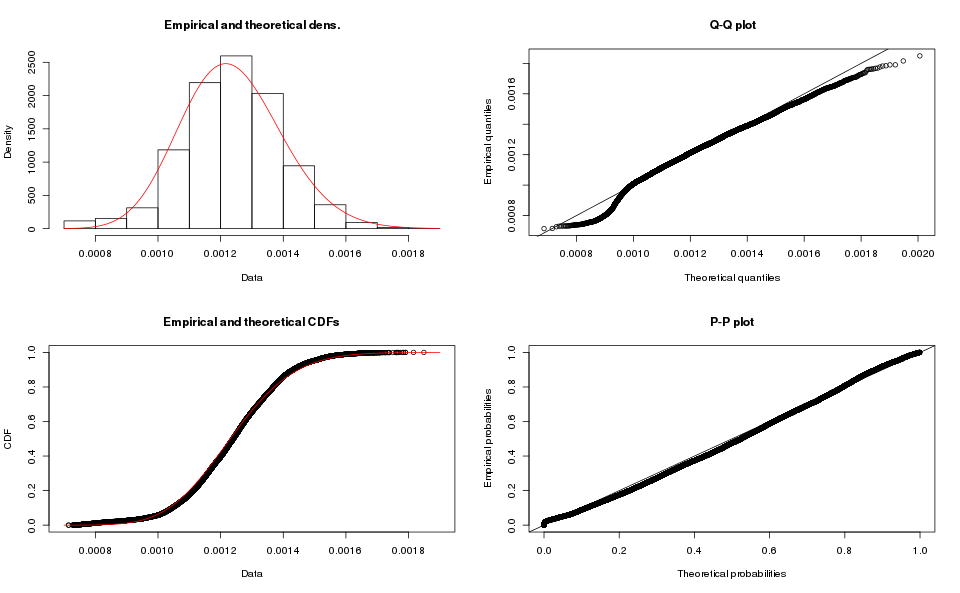 Empirical and theoretical dens.
Density
0 500 1000 1500 2000 2500
0.0008 0.0010 0.0012 0.0014 0.0016 0.0018
Data
Q-Q plot
Empirical quantiles
0.0008 0.0012 0.0016
0.0008 0.0010 0.0012 0.0014 0.0016 0.0018 0.0020
Theoretical quantiles
Empirical and theoretical CDFs
CDF
0.0 0.2 0.4 0.6 0.8 1.0
0.0008 0.0010 0.0012 0.0014 0.0016 0.0018
Data
P-P plot
Empirical probabilities
0.0 0.2 0.4 0.6 0.8 1.0
0.0 0.2 0.4 0.6 0.8 1.0
Theoretical probabilities